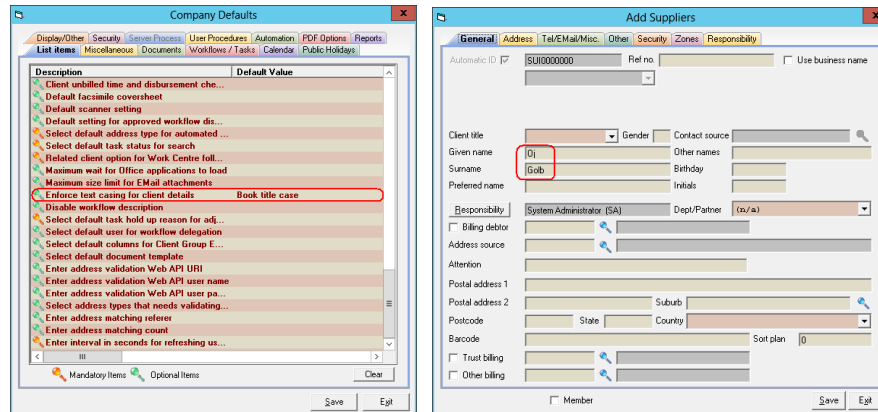 Company Defaults
Display/Other Security Server Process User Procedures Automation PDF Options Reports
List items Miscellaneous Documents Workflows / Tasks Calendar Public Holidays
Description Default Value
Client unbilled time and disbursement che...
Default facsimile coversheet
Default scanner setting
Default setting for approved workflow dis...
Select default address type for automated ...
Select default task status for search
Related client option for Work Centre foll...
Maximum wait for Office applications to load
Maximum size limit for EMail attachments
Enforce text casing for client details Book title case
Disable workflow description
Select default task hold up reason for adj...
Select default user for workflow delegation
Select default columns for Client Group E...
Select default document template
Enter address validation Web API URI
Enter address validation Web API user name
Enter address validation Web API user pa...
Select address types that needs validating...
Enter address matching referer
Enter address matching count
Enter interval in seconds for refreshing us...
Mandatory Items Optional Items Clear
Save Exit
Add Suppliers
General Address Tel/EMail/Misc. Other Security Zones Responsibility
Automatic ID SUI0000000 Ref no. Use business name
Client title Gender Contact source
Given name Oj Other names
Surname Golb Birthday
Preferred name Initials
Responsibility System Administrator (SA) Dept/Partner (n/a)
Billing debtor
Address source
Attention
Postal address 1
Postal address 2 Suburb
Postcode State Country
Barcode Sort plan 0
Trust billing
Other billing
Member Save Exit